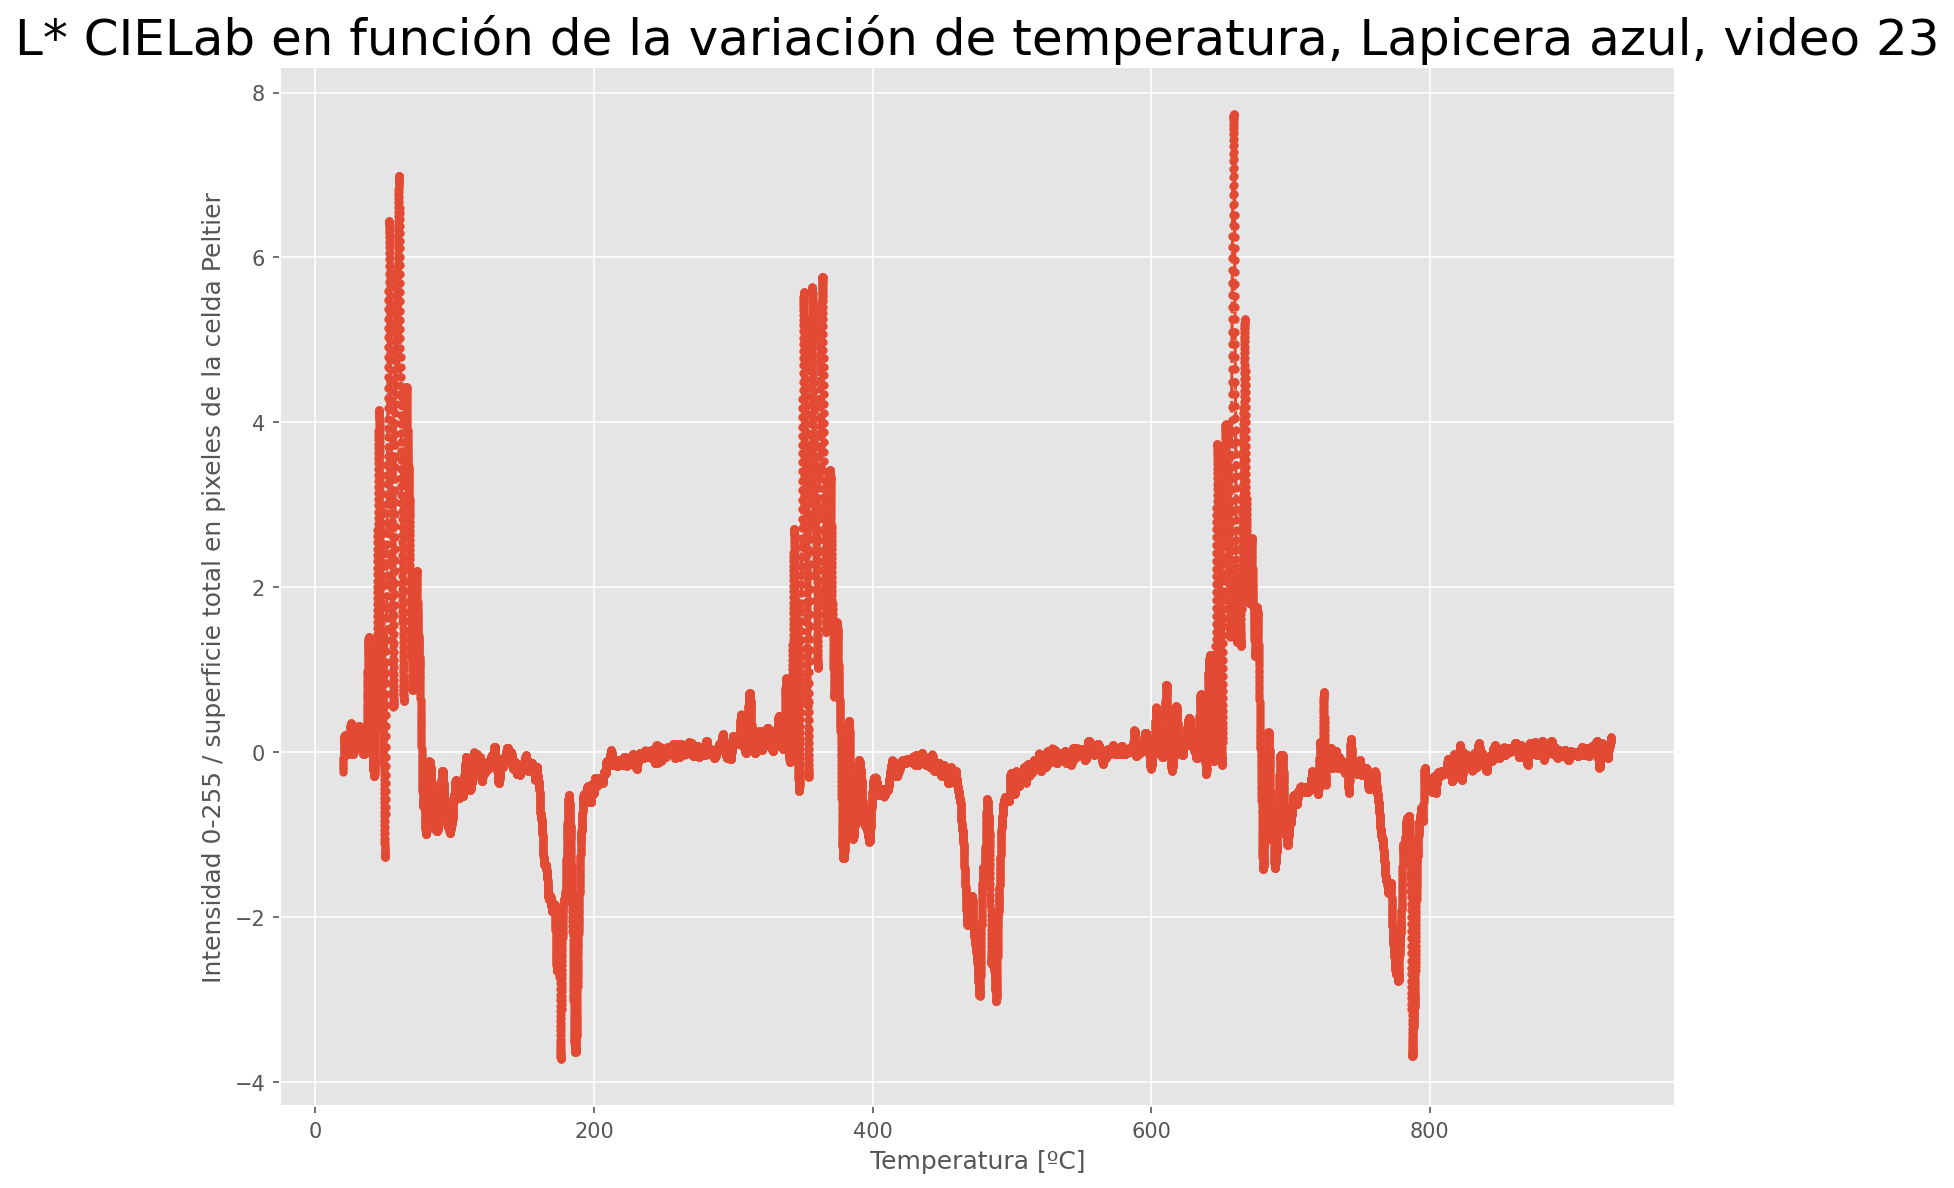 L* CIELab en función de la variación de temperatura, Lapicera azul, video 23
8
6
4
2
0
−2
−4
Intensidad 0-255 / superficie total en pixeles de la celda Peltier
0 200 400 600 800
Temperatura [ºC]